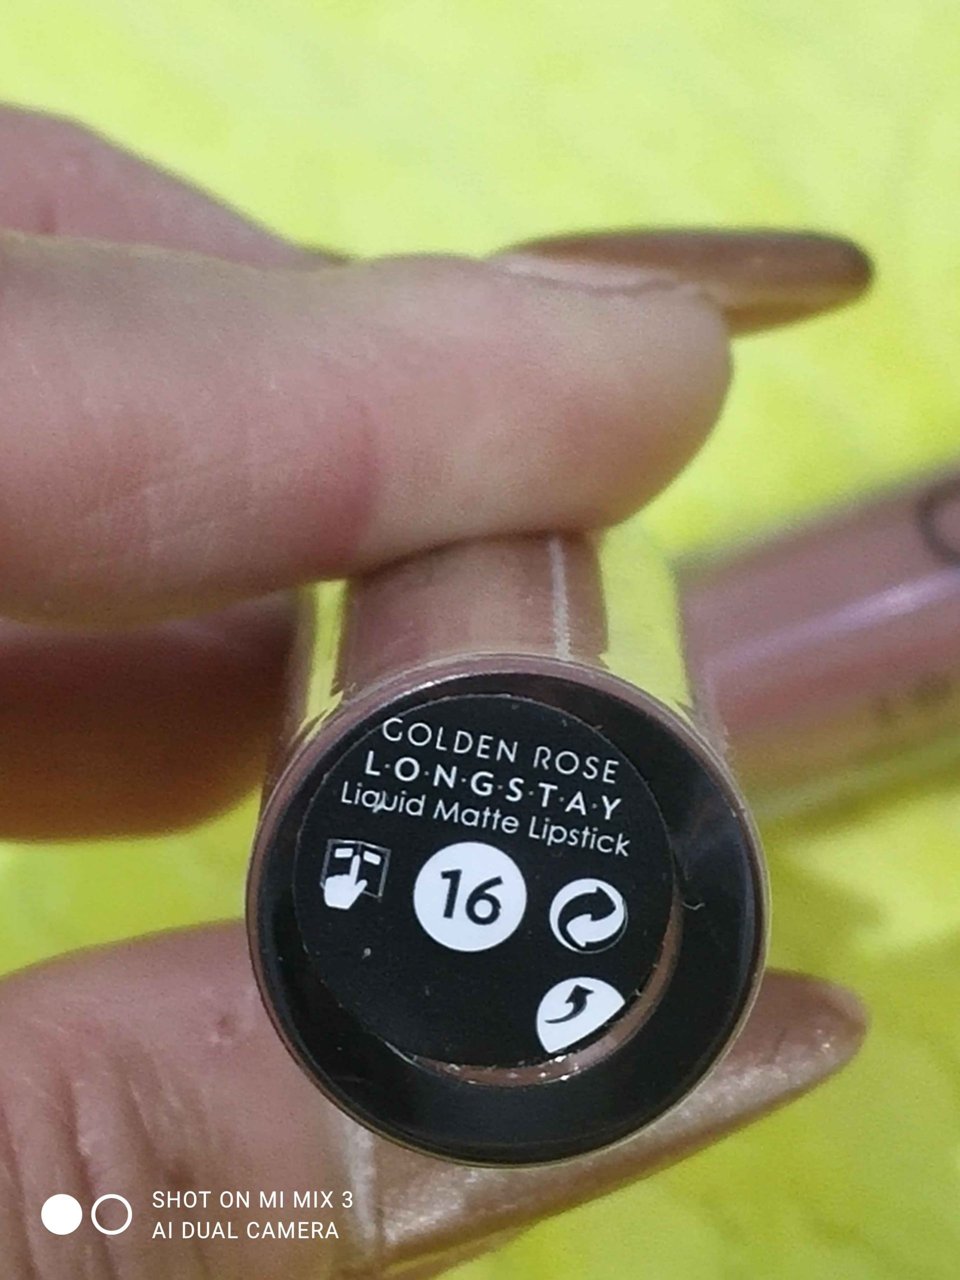 GOLDEN ROSE
L·O·N·G·S·T·A·Y
Liquid Matte Lipstick
16
SHOT ON MI MIX 3
AI DUAL CAMERA